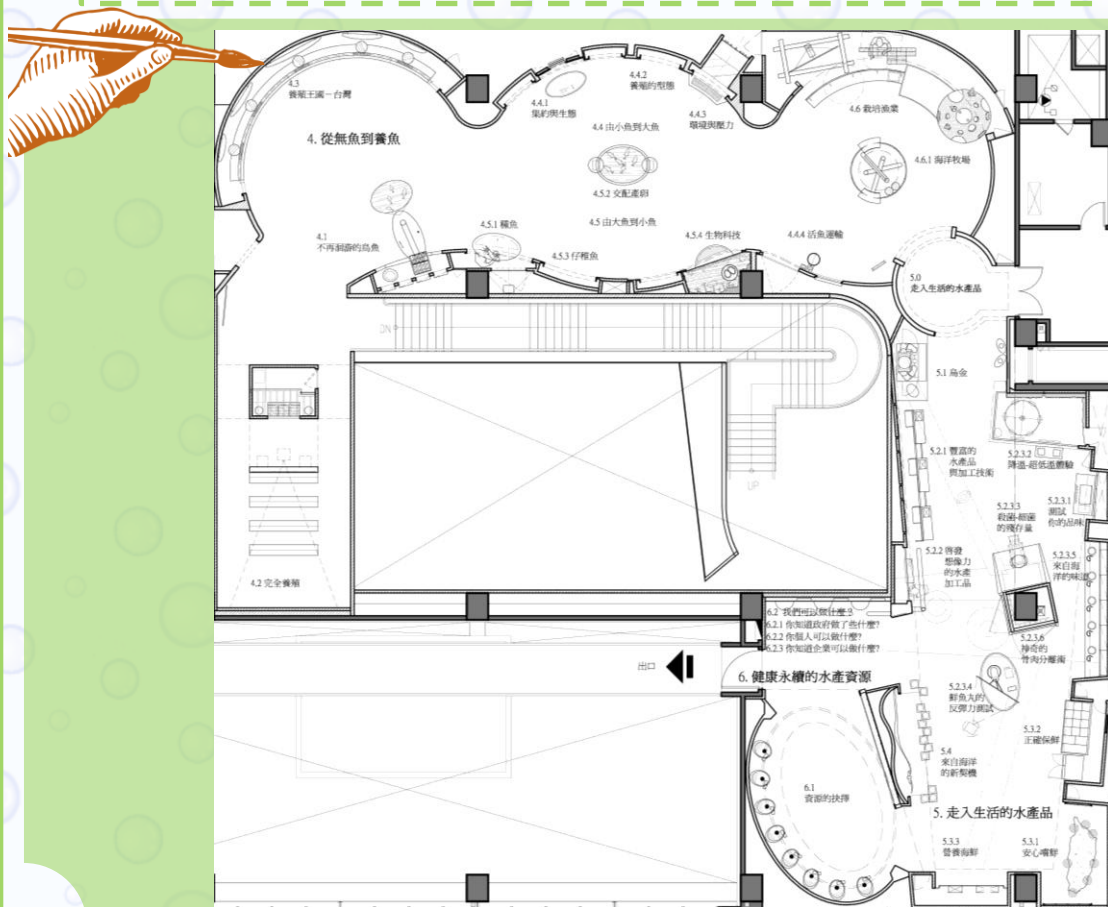 4.3
養殖王國－台灣
4. 從無魚到養魚
4.4.1
集約與生態
4.4.2
養殖的型態
4.4.3
環境與壓力
4.4 由小魚到大魚
4.6 栽培漁業
4.6.1 海洋牧場
4.5.2 交配產卵
4.5 由大魚到小魚
4.1
不再洄游的烏魚
4.5.1 種魚
4.5.3 仔稚魚
4.5.4 生物科技
4.4.4 活魚運輸
5.0
走入生活的水產品
DN
UP
5.1 烏金
5.2.1 豐富的
水產品
與加工技術
5.2.3.2
降溫-超低溫體驗
5.2.3.1
測試
你的品味
5.2.3.3
殺菌-細菌
的殘存量
5.2.2 啓發
想像力
的水產
加工品
5.2.3.5
來自海
洋的味道
4.2 完全養殖
6.2 我們可以做什麼？
6.2.1 你知道政府做了些什麼?
6.2.2 你個人可以做什麼?
6.2.3 你知道企業可以做什麼?
5.2.3.6
神奇的
骨肉分離術
出口
6. 健康永續的水產資源
5.2.3.4
鮮魚丸的
反彈力測試
5.3.2
正確保鮮
5.4
來自海洋
的新契機
6.1
資源的抉擇
5. 走入生活的水產品
5.3.3
營養海鮮
5.3.1
安心嚐鮮